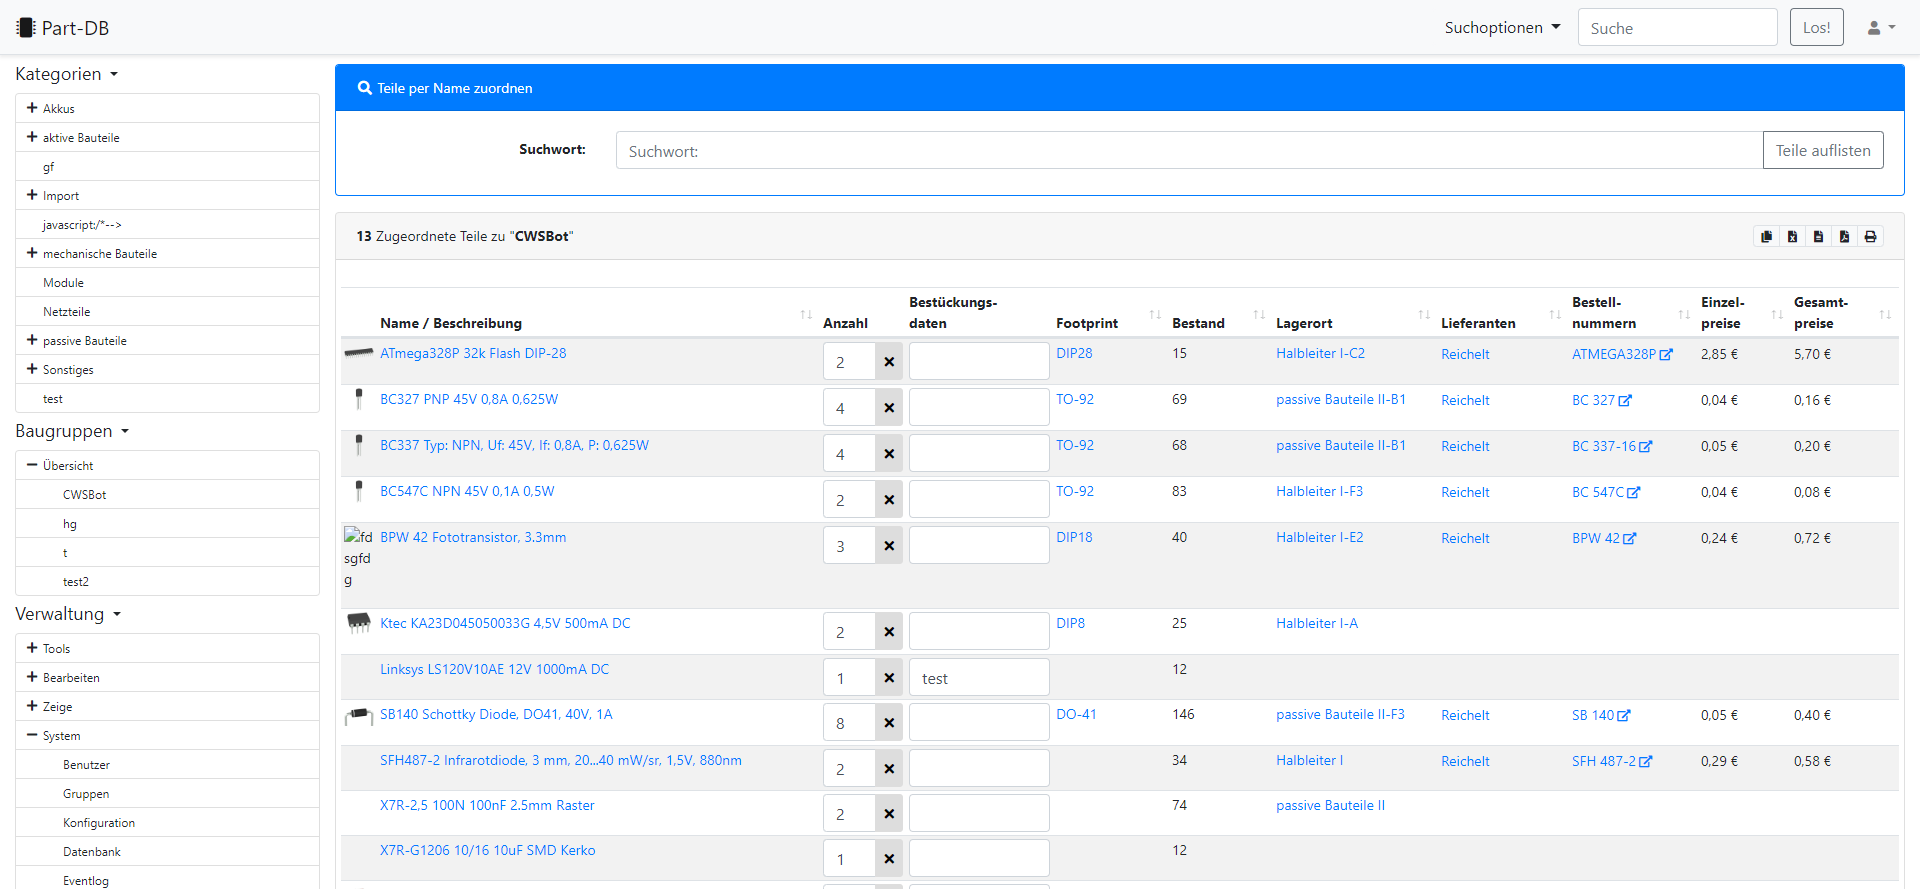 Part-DB
Suchoptionen
Suche
Los!
Kategorien
Akkus
aktive Bauteile
gf
Import
javascript:/*-->
mechanische Bauteile
Module
Netzteile
passive Bauteile
Sonstiges
test
Baugruppen
Übersicht
CWSBot
hg
t
test2
Verwaltung
Tools
Bearbeiten
Zeige
System
Benutzer
Gruppen
Konfiguration
Datenbank
Eventlog
Teile per Name zuordnen
Suchwort: Suchwort: Teile auflisten
13 Zugeordnete Teile zu "CWSBot"
Name / Beschreibung Anzahl Bestückungs-daten Footprint Bestand Lagerort Lieferanten Bestell-nummern Einzel-preise Gesamt-preise
ATmega328P 32k Flash DIP-28 2 DIP28 15 Halbleiter I-C2 Reichelt ATMEGA328P 2,85 € 5,70 €
BC327 PNP 45V 0,8A 0,625W 4 TO-92 69 passive Bauteile II-B1 Reichelt BC 327 0,04 € 0,16 €
BC337 Typ: NPN, Uf: 45V, If: 0,8A, P: 0,625W 4 TO-92 68 passive Bauteile II-B1 Reichelt BC 337-16 0,05 € 0,20 €
BC547C NPN 45V 0,1A 0,5W 2 TO-92 83 Halbleiter I-F3 Reichelt BC 547C 0,04 € 0,08 €
fdsgfdg BPW 42 Fototransistor, 3.3mm 3 DIP18 40 Halbleiter I-E2 Reichelt BPW 42 0,24 € 0,72 €
Ktec KA23D045050033G 4,5V 500mA DC 2 DIP8 25 Halbleiter I-A
Linksys LS120V10AE 12V 1000mA DC 1 test 12
SB140 Schottky Diode, DO41, 40V, 1A 8 DO-41 146 passive Bauteile II-F3 Reichelt SB 140 0,05 € 0,40 €
SFH487-2 Infrarotdiode, 3 mm, 20...40 mW/sr, 1,5V, 880nm 2 34 Halbleiter I Reichelt SFH 487-2 0,29 € 0,58 €
X7R-2,5 100N 100nF 2.5mm Raster 2 74 passive Bauteile II
X7R-G1206 10/16 10uF SMD Kerko 1 12